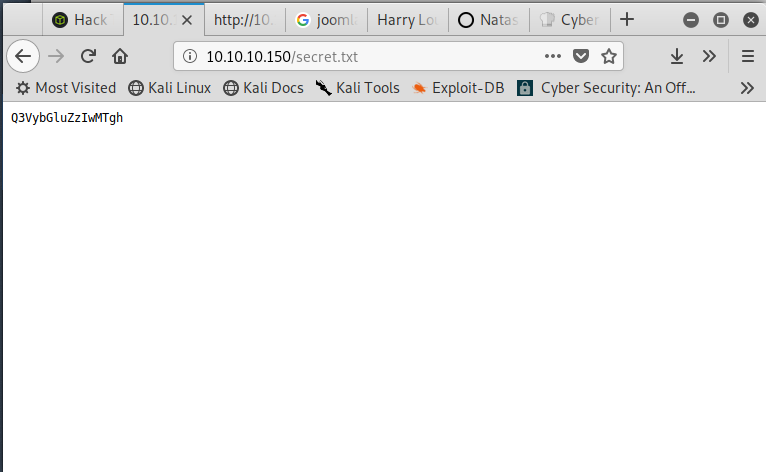 Hack
10.10.
http://10.
joomla
Harry Lo
Natas
Cyber
10.10.10.150/secret.txt
Most Visited
Kali Linux
Kali Docs
Kali Tools
Exploit-DB
Cyber Security: An Off...
Q3VybGluZzIwMTgh